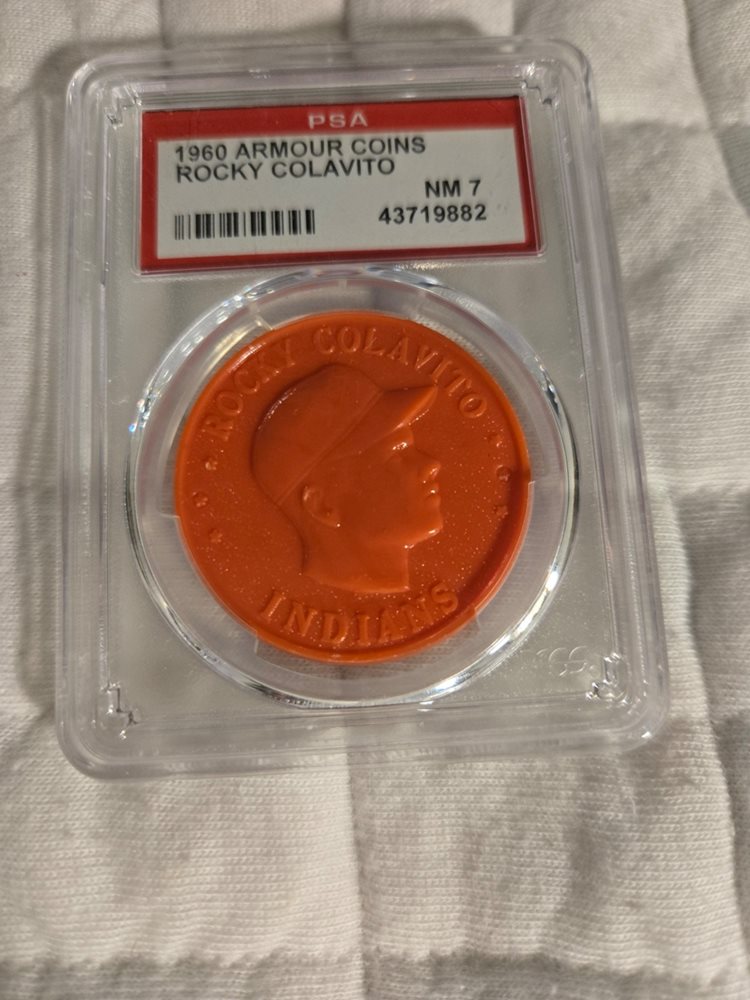 PSA
1960 ARMOUR COINS
ROCKY COLAVITO
NM 7
43719882
ROCKY COLAVITO
INDIANS